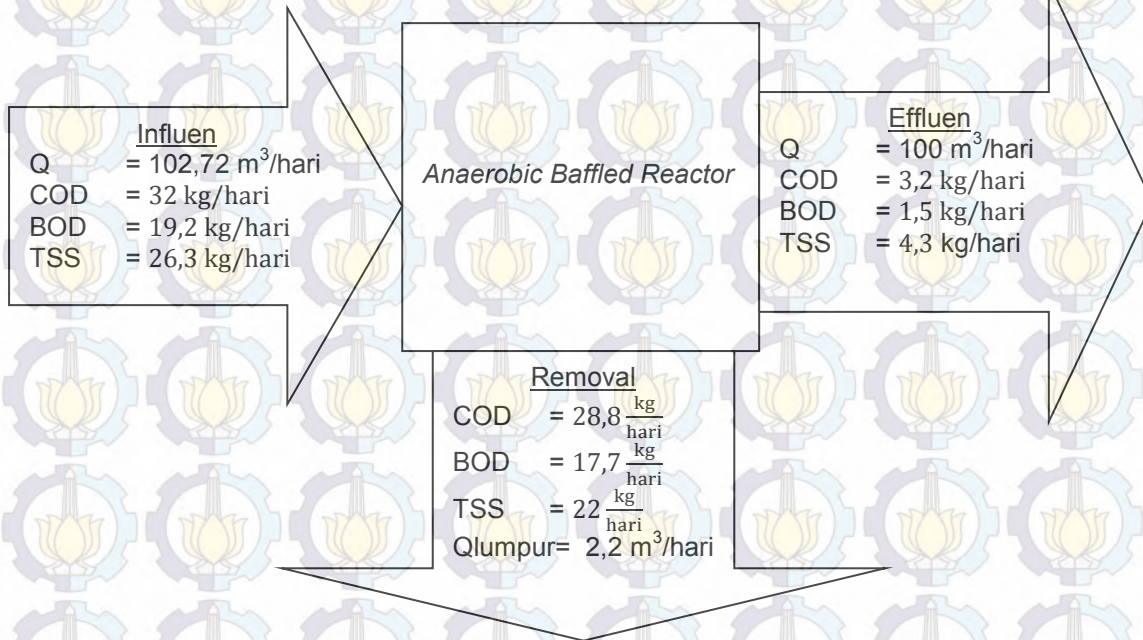 Influen
Q = 102,72 m³/hari
COD = 32 kg/hari
BOD = 19,2 kg/hari
TSS = 26,3 kg/hari
Anaerobic Baffled Reactor
Effluen
Q = 100 m³/hari
COD = 3,2 kg/hari
BOD = 1,5 kg/hari
TSS = 4,3 kg/hari
Removal
COD = 28,8 kg/hari
BOD = 17,7 kg/hari
TSS = 22 kg/hari
Qlumpur= 2,2 m³/hari